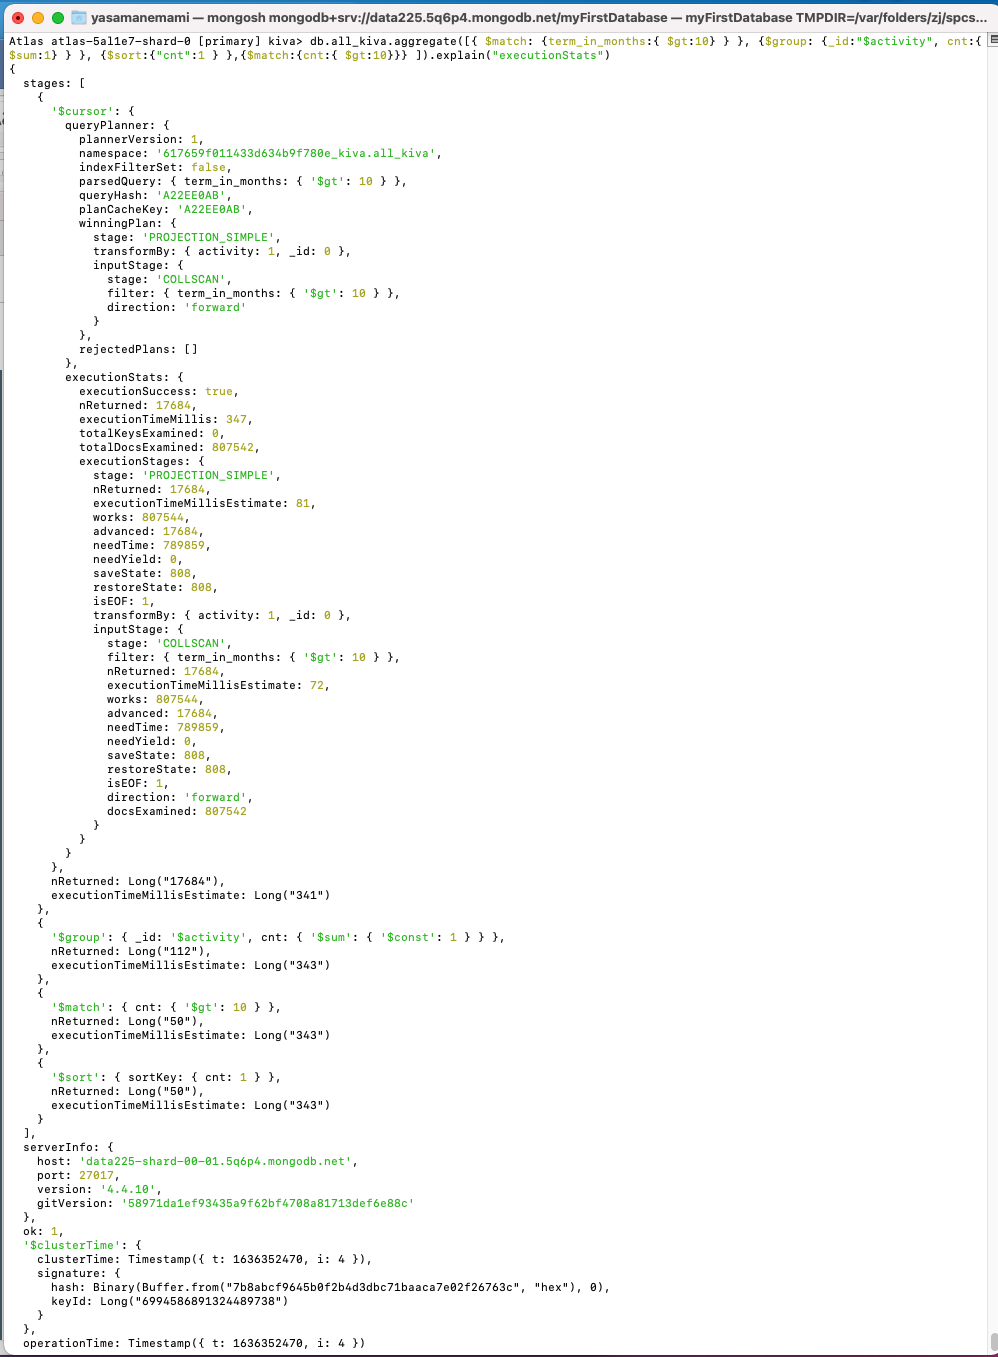 yasamanemami — mongosh mongodb+srv://data225.5q6p4.mongodb.net/myFirstDatabase — myFirstDatabase TMPDIR=/var/folders/zj/spcs...
Atlas atlas-5al1e7-shard-0 [primary] kiva> db.all_kiva.aggregate([{ $match: {term_in_months:{ $gt:10} } }, {$group: {_id:"$activity", cnt:{
$sum:1} } }, {$sort:{"cnt":1 } },{$match:{cnt:{ $gt:10}}} ]).explain("executionStats")
{
  stages: [
    {
      '$cursor': {
        queryPlanner: {
          plannerVersion: 1,
          namespace: '617659f011433d634b9f780e_kiva.all_kiva',
          indexFilterSet: false,
          parsedQuery: { term_in_months: { '$gt': 10 } },
          queryHash: 'A22EE0AB',
          planCacheKey: 'A22EE0AB',
          winningPlan: {
            stage: 'PROJECTION_SIMPLE',
            transformBy: { activity: 1, _id: 0 },
            inputStage: {
              stage: 'COLLSCAN',
              filter: { term_in_months: { '$gt': 10 } },
              direction: 'forward'
            }
          },
          rejectedPlans: []
        },
        executionStats: {
          executionSuccess: true,
          nReturned: 17684,
          executionTimeMillis: 347,
          totalKeysExamined: 0,
          totalDocsExamined: 807542,
          executionStages: {
            stage: 'PROJECTION_SIMPLE',
            nReturned: 17684,
            executionTimeMillisEstimate: 81,
            works: 807544,
            advanced: 17684,
            needTime: 789859,
            needYield: 0,
            saveState: 808,
            restoreState: 808,
            isEOF: 1,
            transformBy: { activity: 1, _id: 0 },
            inputStage: {
              stage: 'COLLSCAN',
              filter: { term_in_months: { '$gt': 10 } },
              nReturned: 17684,
              executionTimeMillisEstimate: 72,
              works: 807544,
              advanced: 17684,
              needTime: 789859,
              needYield: 0,
              saveState: 808,
              restoreState: 808,
              isEOF: 1,
              direction: 'forward',
              docsExamined: 807542
            }
          }
        }
      },
      nReturned: Long("17684"),
      executionTimeMillisEstimate: Long("341")
    },
    {
      '$group': { _id: '$activity', cnt: { '$sum': { '$const': 1 } } },
      nReturned: Long("112"),
      executionTimeMillisEstimate: Long("343")
    },
    {
      '$match': { cnt: { '$gt': 10 } },
      nReturned: Long("50"),
      executionTimeMillisEstimate: Long("343")
    },
    {
      '$sort': { sortKey: { cnt: 1 } },
      nReturned: Long("50"),
      executionTimeMillisEstimate: Long("343")
    }
  ],
  serverInfo: {
    host: 'data225-shard-00-01.5q6p4.mongodb.net',
    port: 27017,
    version: '4.4.10',
    gitVersion: '58971da1ef93435a9f62bf4708a81713def6e88c'
  },
  ok: 1,
  '$clusterTime': {
    clusterTime: Timestamp({ t: 1636352470, i: 4 }),
    signature: {
      hash: Binary(Buffer.from("7b8abcf9645b0f2b4d3dbc71baaca7e02f26763c", "hex"), 0),
      keyId: Long("6994586891324489738")
    }
  },
  operationTime: Timestamp({ t: 1636352470, i: 4 })